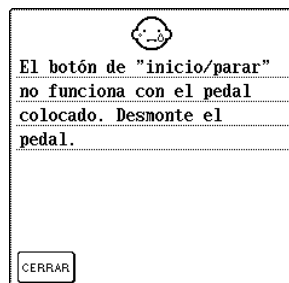 El botón de "inicio/parar"
no funciona con el pedal
colocado. Desmonte el
pedal.
CERRAR